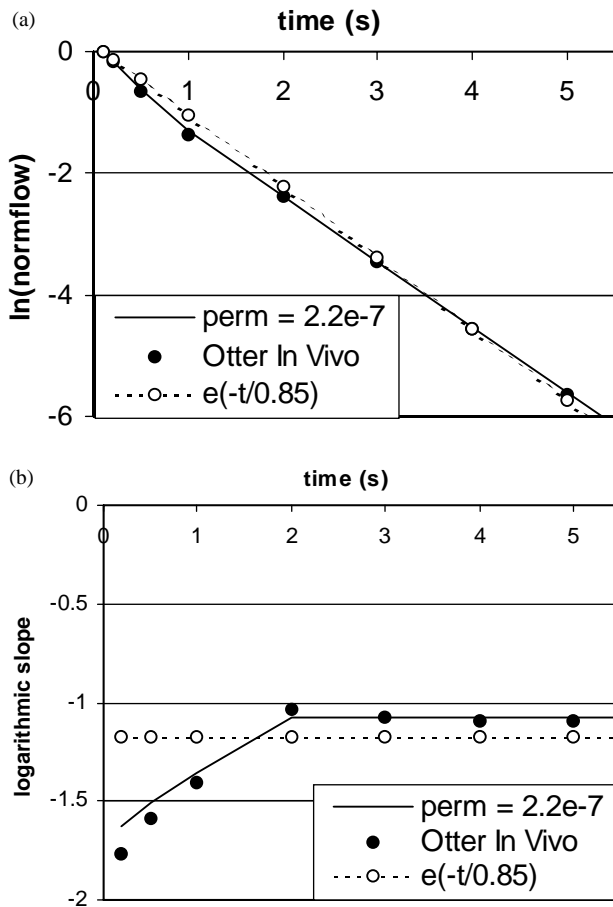 (a)
time (s)
0
0 1 2 3 4 5
-2
-4
-6
ln(normflow)
perm = 2.2e-7
Otter In Vivo
e(-t/0.85)
(b)
time (s)
0
0 1 2 3 4 5
-0.5
-1
-1.5
-2
logarithmic slope
perm = 2.2e-7
Otter In Vivo
e(-t/0.85)